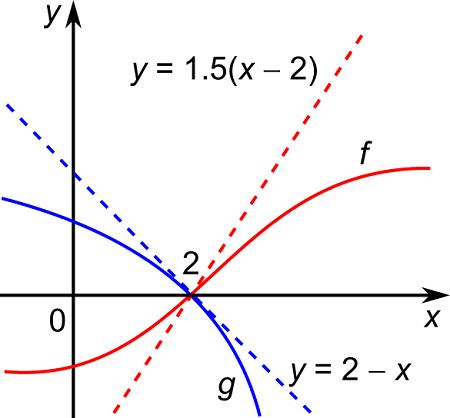 y
y = 1.5(x – 2)
f
2
0
x
g
y = 2 – x